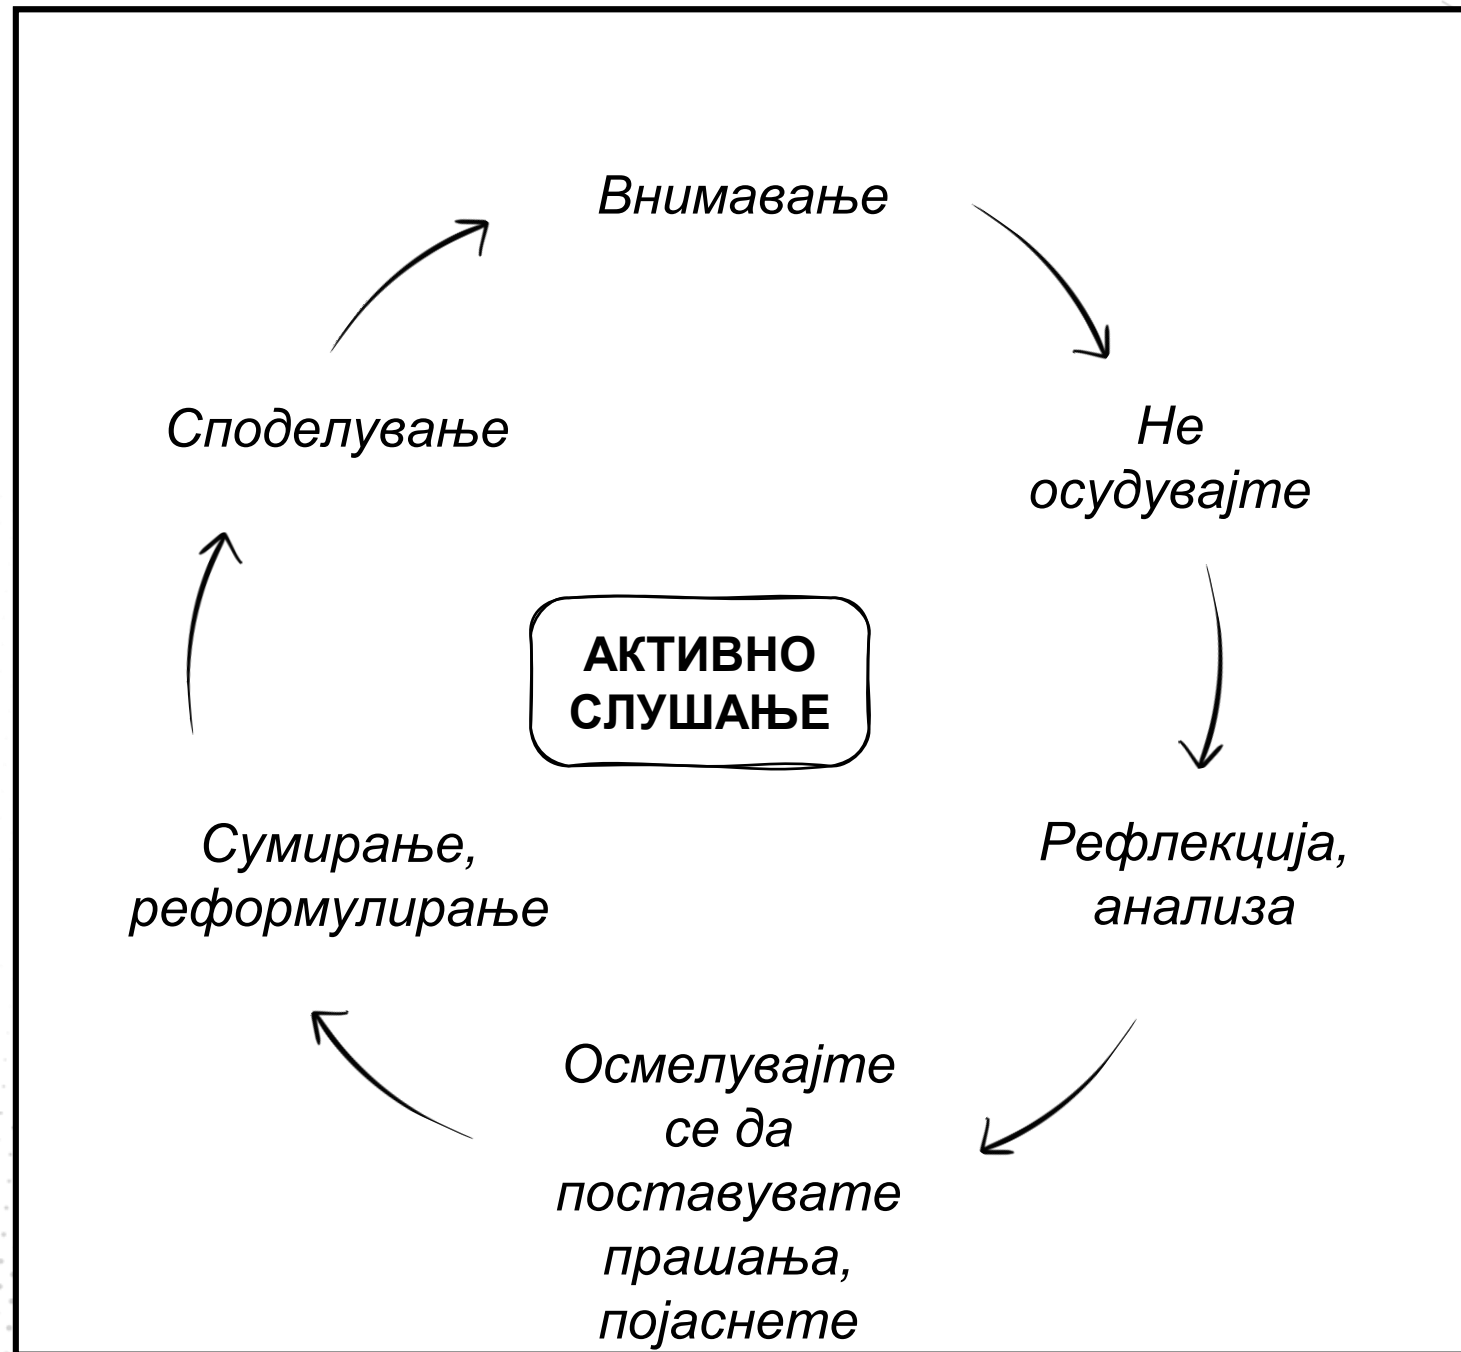 Внимавање
Не
осудувајте
Рефлекција,
анализа
Осмелувајте
се да
поставувате
прашања,
појаснете
Сумирање,
реформулирање
Споделување
АКТИВНО
СЛУШАЊЕ